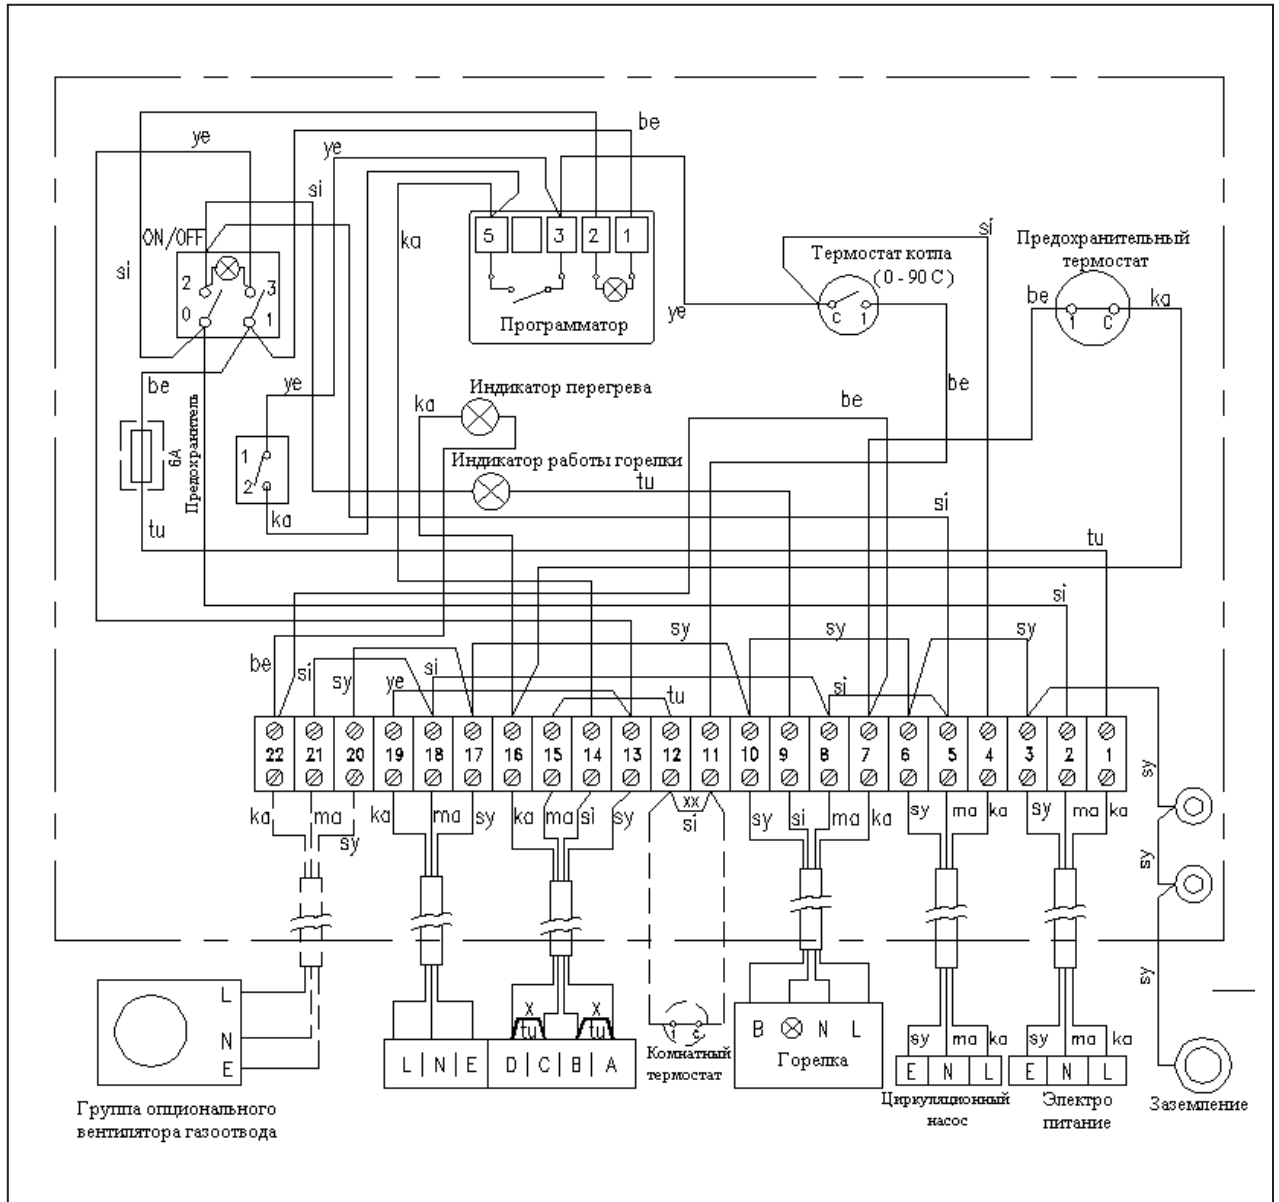 ye
be
ye
si
si
ka
ON/OFF
si
2
3
0
1
5
3
2
1
Программатор
ye
Термостат котла
(0-90 C)
c
1
Предохранительный
термостат
be
ka
1
c
be
ye
Предохранитель
6A
ka
Индикатор перегрева
be
be
1
2
Индикатор работы горелки
tu
ka
si
tu
tu
si
sy
sy
sy
be
si
sy
ye
si
tu
si
22
21
20
19
18
17
16
15
14
13
12
11
10
9
8
7
6
5
4
3
2
1
sy
ka
ma
sy
ka
ma
sy
ka
ma
si
sy
xx
si
sy
si
ma
ka
sy
ma
ka
sy
ma
ka
sy
sy
L
N
E
x
tu
x
tu
L | N | E
D | C | B | A
1
c
Комнатный
термостат
B
N
L
Горелка
sy
ma
ka
E
N
L
sy
ma
ka
E
N
L
Циркуляционный
насос
Электро
питание
Заземление
Группа опционального
вентилятора газоотвода